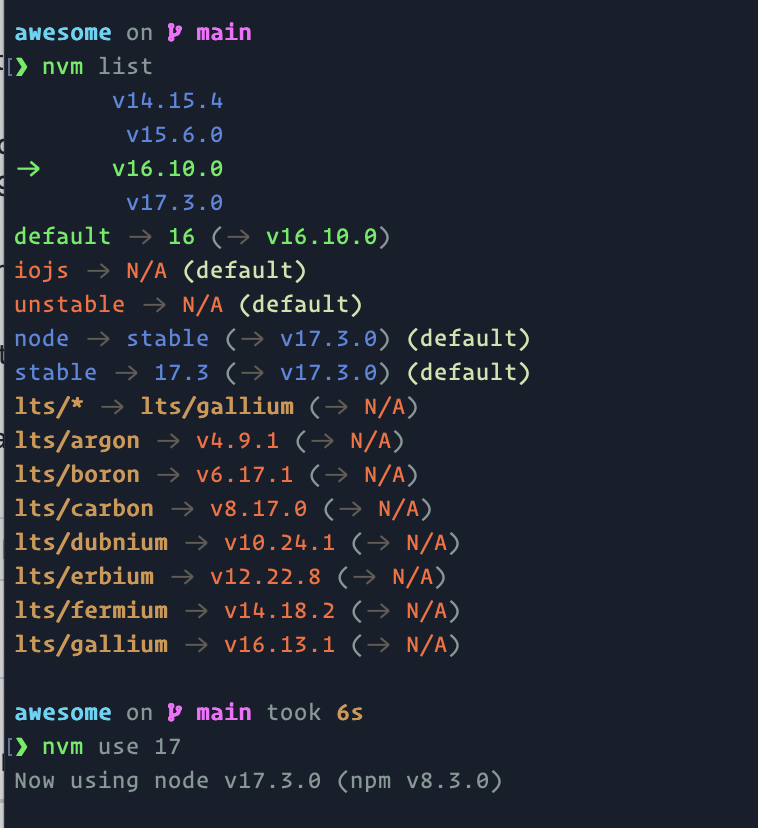 awesome on main
❯ nvm list
v14.15.4
v15.6.0
-> v16.10.0
v17.3.0
default -> 16 (-> v16.10.0)
iojs -> N/A (default)
unstable -> N/A (default)
node -> stable (-> v17.3.0) (default)
stable -> 17.3 (-> v17.3.0) (default)
lts/* -> lts/gallium (-> N/A)
lts/argon -> v4.9.1 (-> N/A)
lts/boron -> v6.17.1 (-> N/A)
lts/carbon -> v8.17.0 (-> N/A)
lts/dubnium -> v10.24.1 (-> N/A)
lts/erbium -> v12.22.8 (-> N/A)
lts/fermium -> v14.18.2 (-> N/A)
lts/gallium -> v16.13.1 (-> N/A)
awesome on main took 6s
❯ nvm use 17
Now using node v17.3.0 (npm v8.3.0)